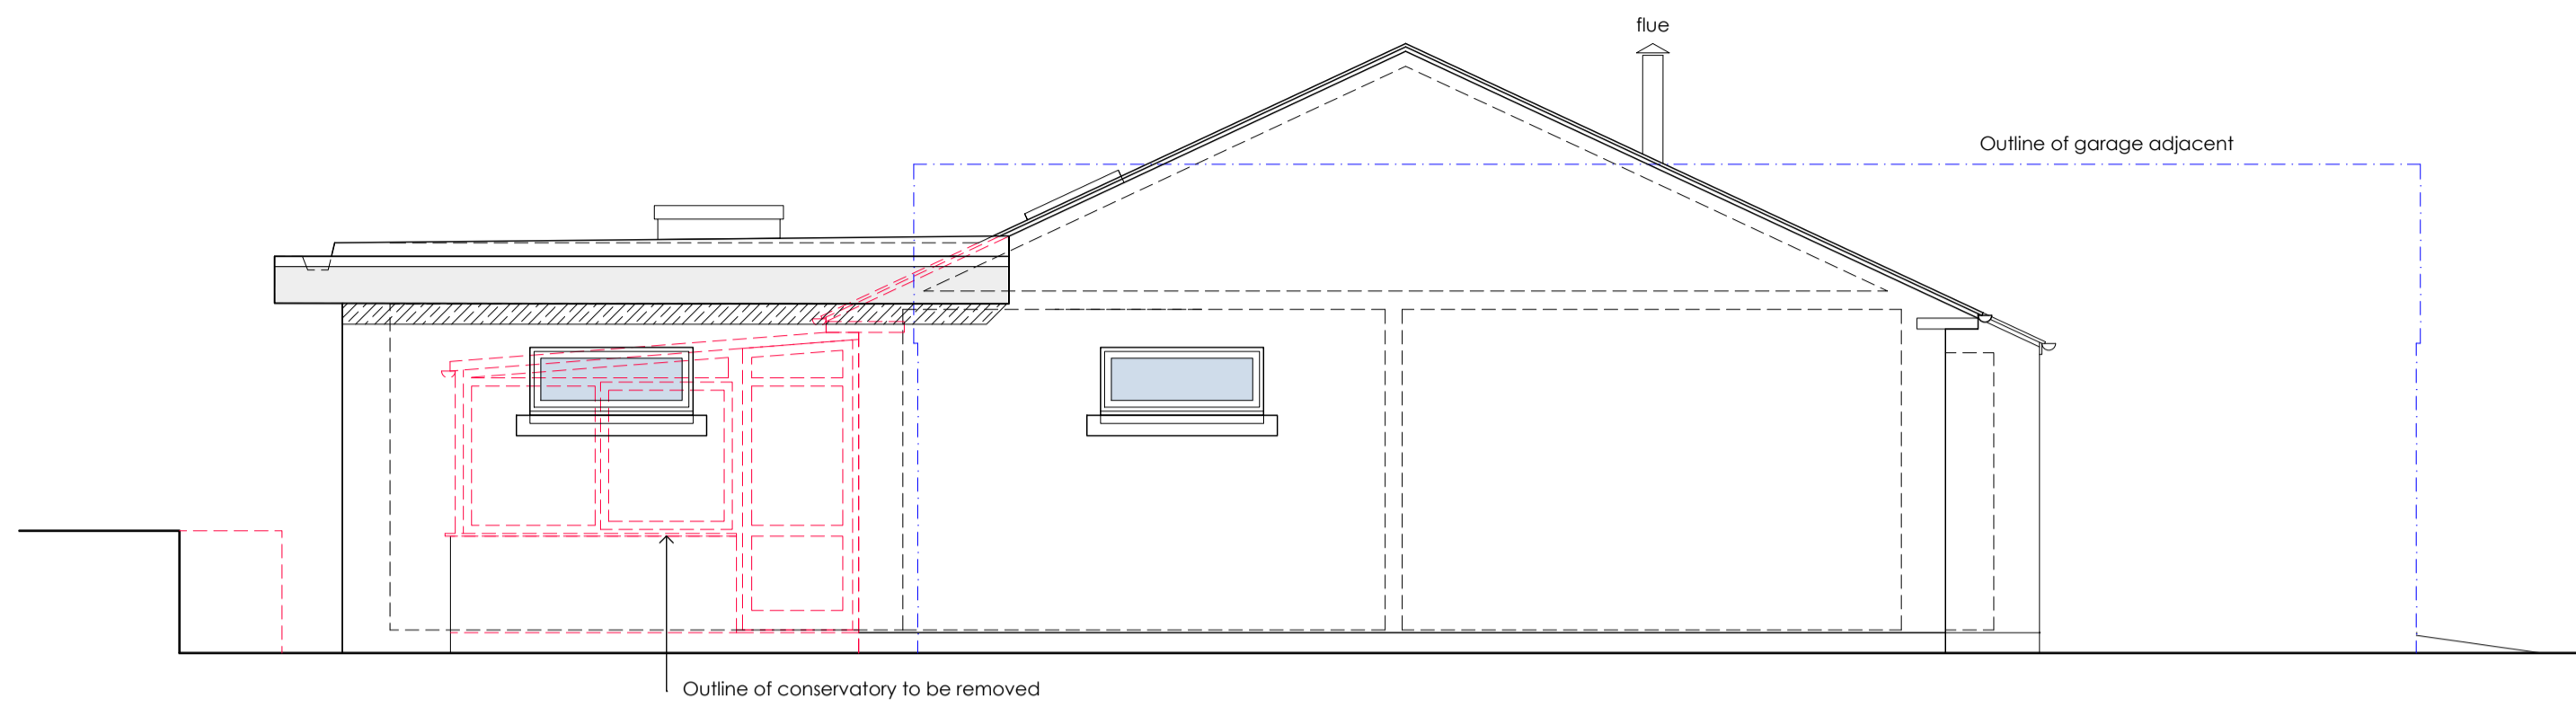 flue
Outline of garage adjacent
Outline of conservatory to be removed